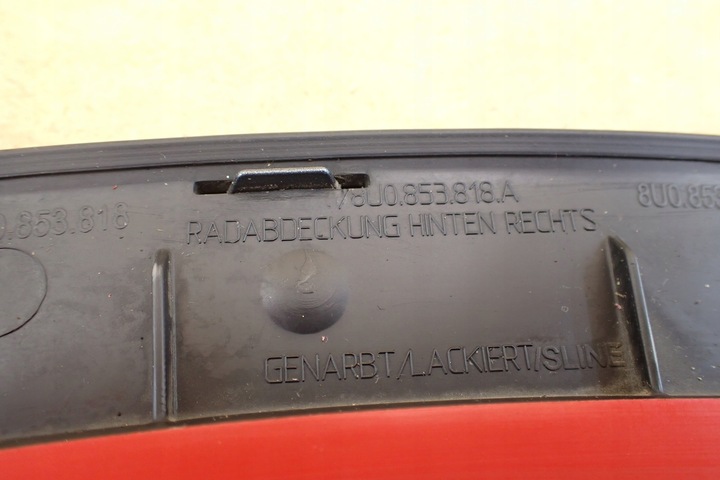 0.853.818
/8U0.853.818.A
8U0.853
RADABDECKUNG HINTEN RECHTS
GENARBT/LACKIERT/SLINE